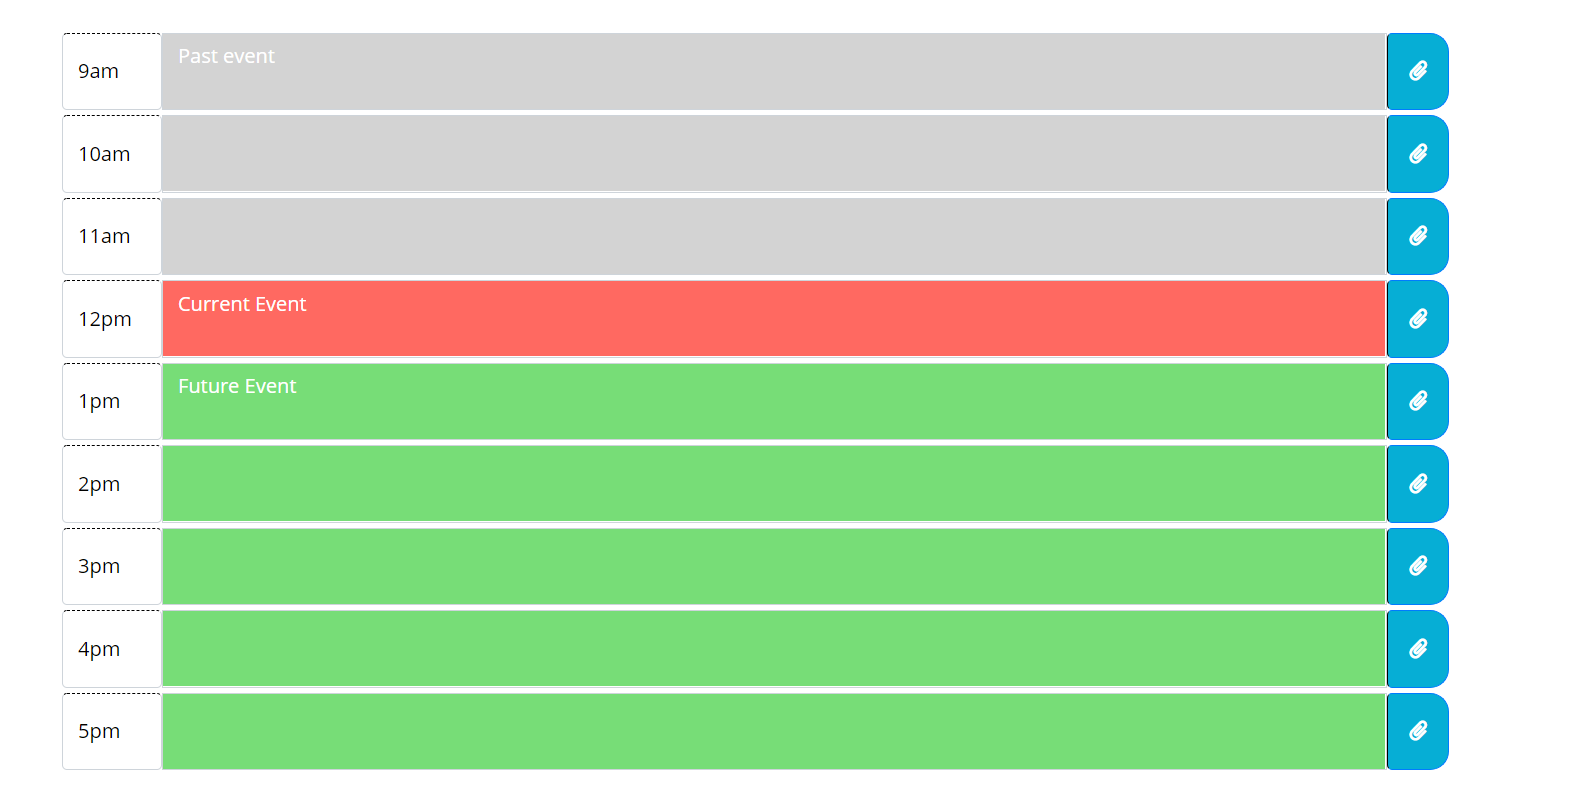 9am Past event
10am
11am
12pm Current Event
1pm Future Event
2pm
3pm
4pm
5pm